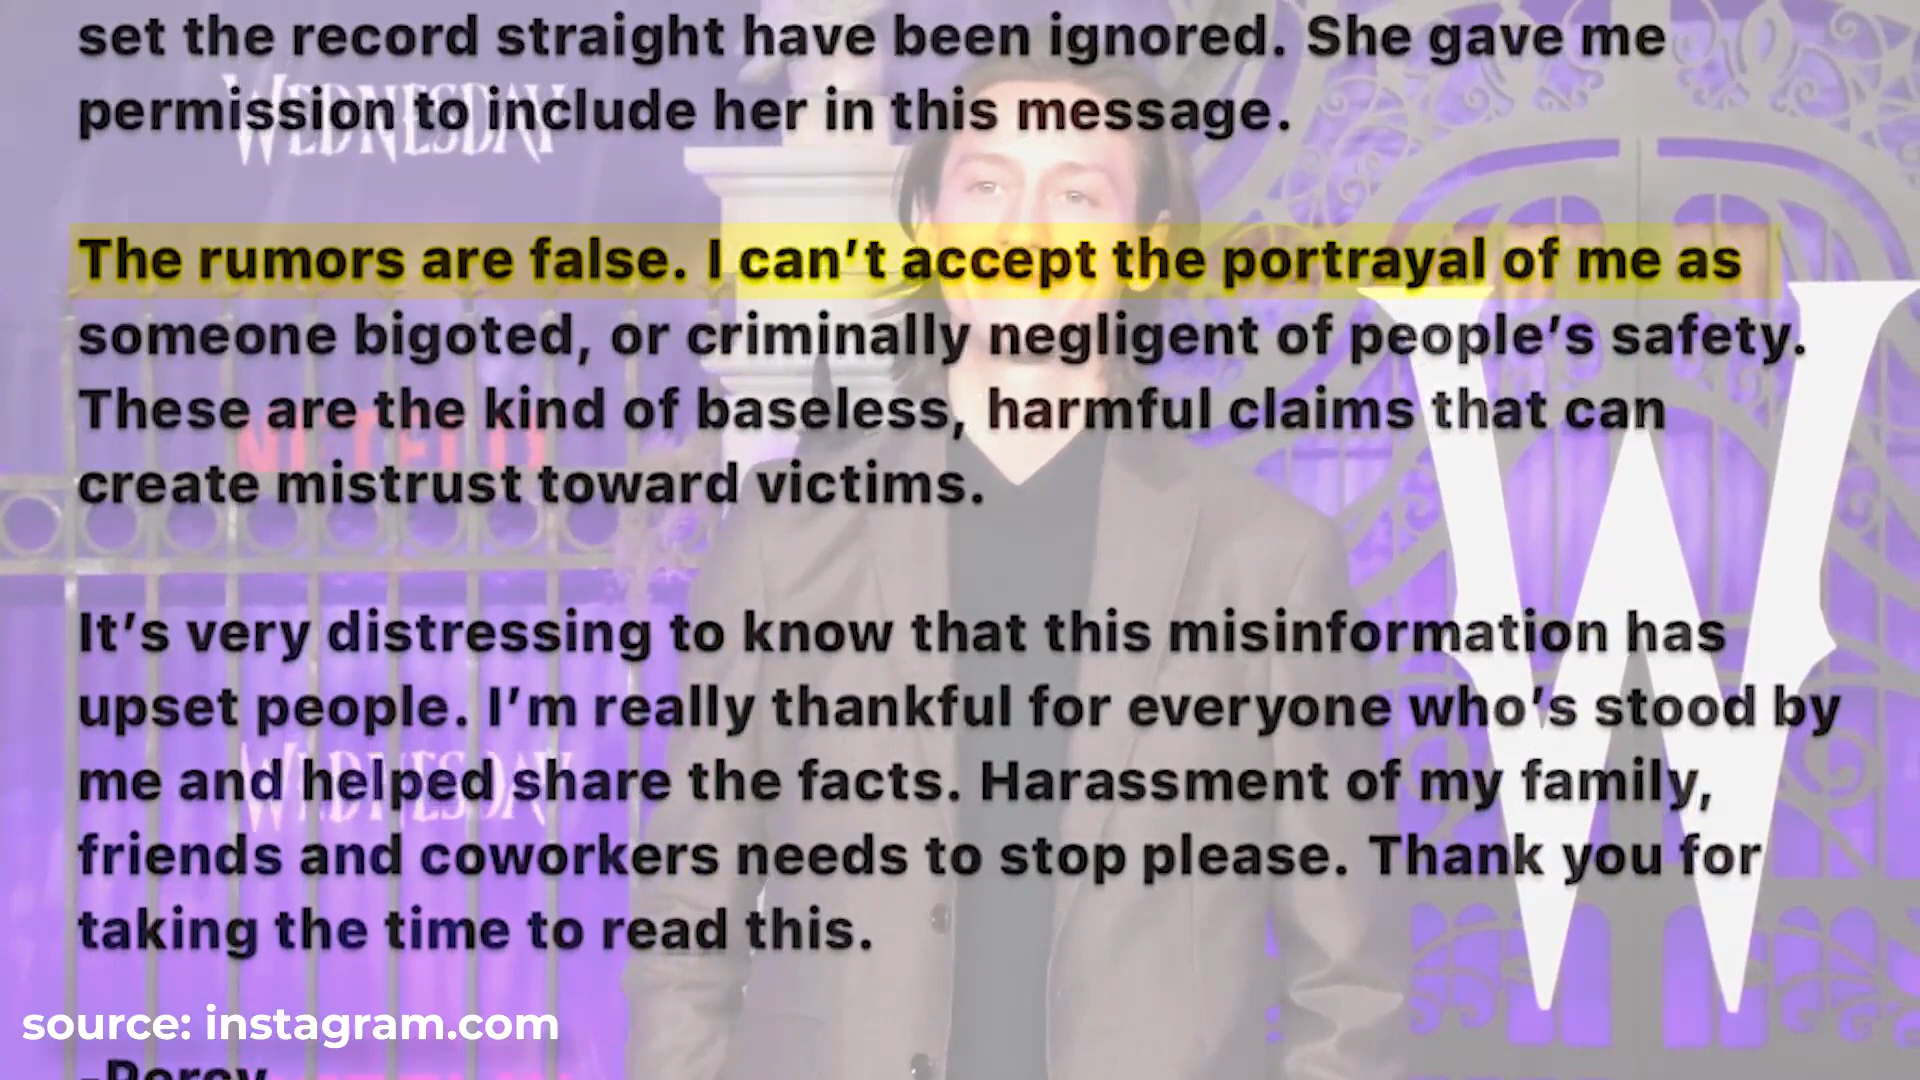 set the record straight have been ignored. She gave me
permission to include her in this message.
WEDNESDAY
The rumors are false. I can’t accept the portrayal of me as
someone bigoted, or criminally negligent of people’s safety.
These are the kind of baseless, harmful claims that can
NETFLIX
create mistrust toward victims.
It’s very distressing to know that this misinformation has
upset people. I’m really thankful for everyone who’s stood by
me and helped share the facts. Harassment of my family,
WEDNESDAY
friends and coworkers needs to stop please. Thank you for
taking the time to read this.
W
source: instagram.com
-Percy